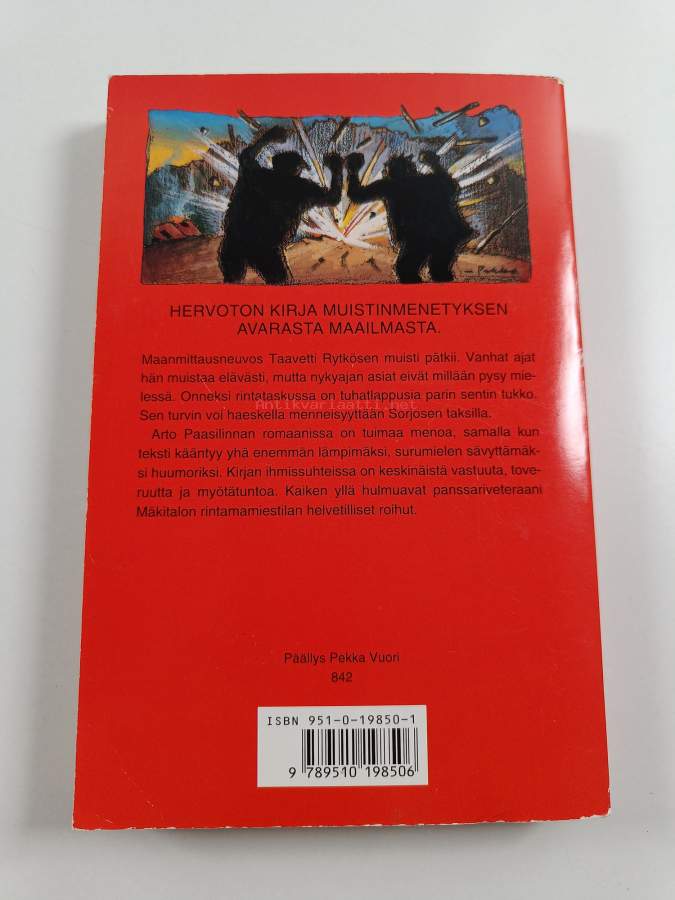 Pekka
HERVOTON KIRJA MUISTINMENETYKSEN
AVARASTA MAAILMASTA.
Maanmittausneuvos Taavetti Rytkösen muisti pätkii. Vanhat ajat
hän muistaa elävästi, mutta nykyajan asiat eivät millään pysy mie-
lessä. Onneksi rintataskussa on tuhatlappusia parin sentin tukko.
Antikvariaatti.net
Sen turvin voi haeskella menneisyyttään Sorjosen taksilla.
Arto Paasilinnan romaanissa on tuimaa menoa, samalla kun
teksti kääntyy yhä enemmän lämpimäksi, surumielen sävyttämäk-
si huumoriksi. Kirjan ihmissuhteissa on keskinäistä vastuuta, tove-
ruutta ja myötätuntoa. Kaiken yllä hulmuavat panssariveteraani
Mäkitalon rintamamiestilan helvetilliset roihut.
Päällys Pekka Vuori
842
ISBN 951-0-19850-1
9 789510 198506